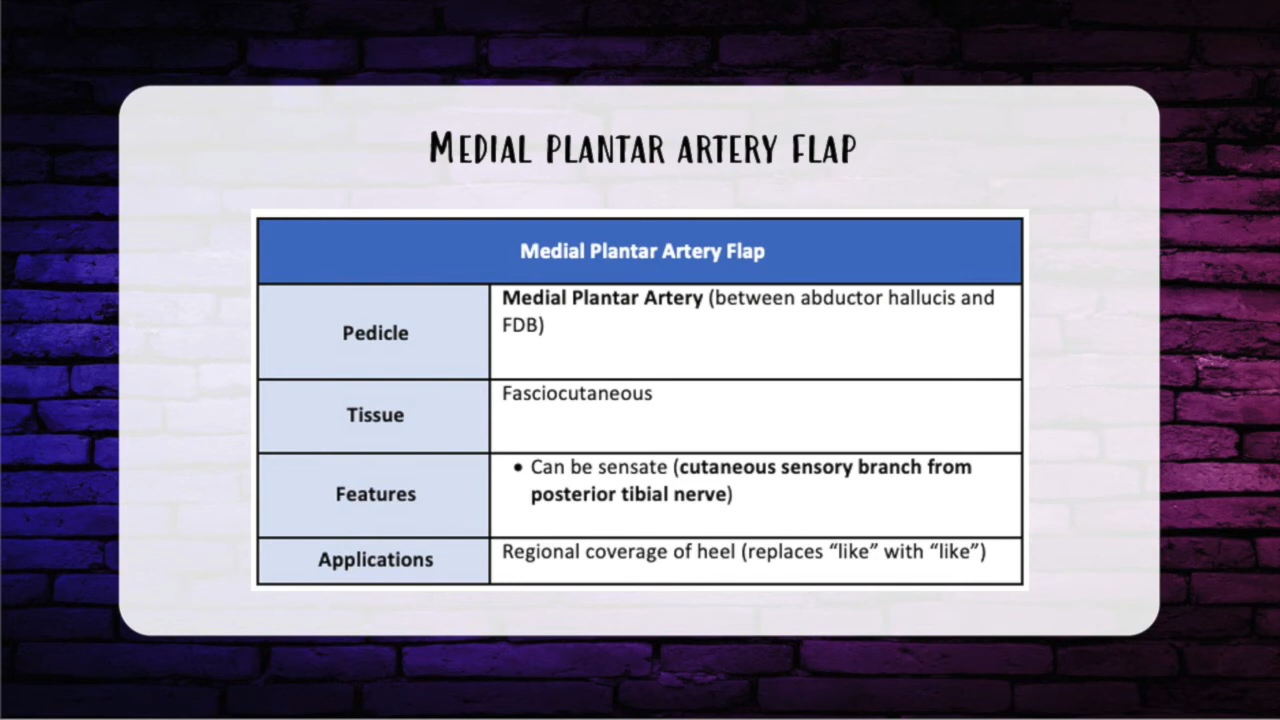 MEDIAL PLANTAR ARTERY FLAP
Medial Plantar Artery Flap
Pedicle
Medial Plantar Artery (between abductor hallucis and
FDB)
Tissue
Fasciocutaneous
Features
• Can be sensate (cutaneous sensory branch from
posterior tibial nerve)
Applications
Regional coverage of heel (replaces “like” with “like”)